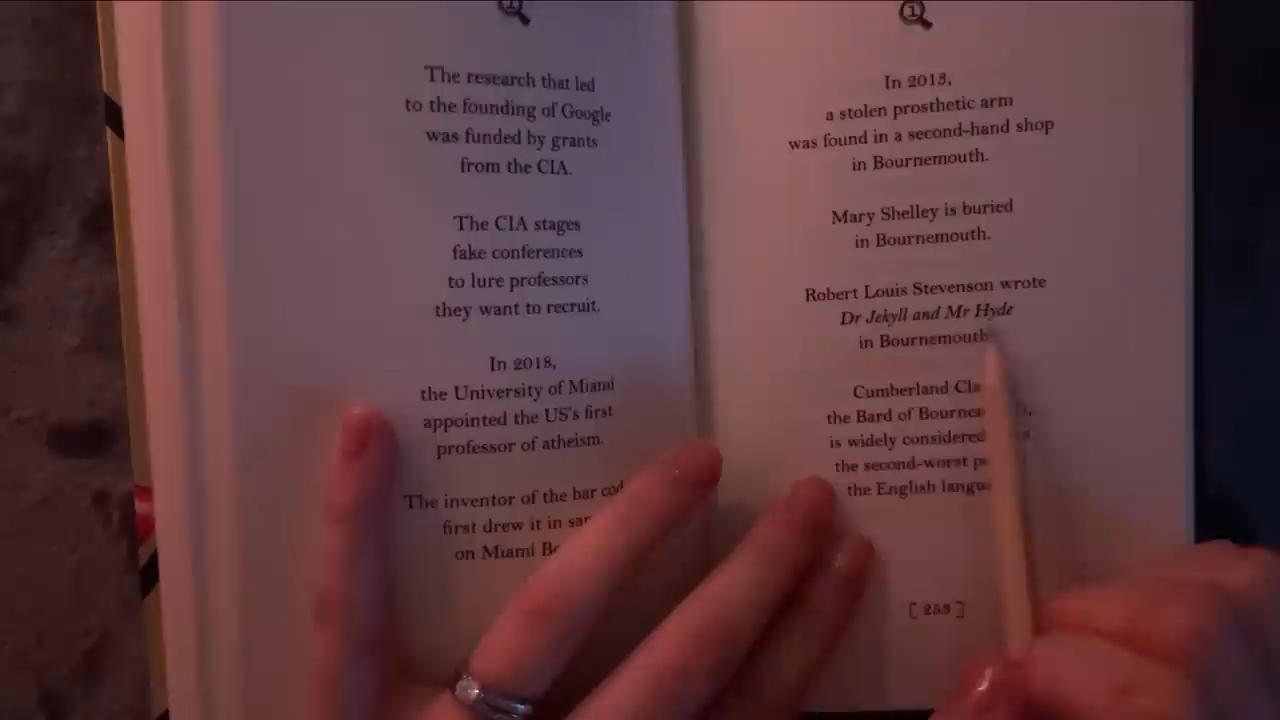 The research that led
to the founding of Google
was funded by grants
from the CIA.
The CIA stages
fake conferences
to lure professors
they want to recruit.
In 2018,
the University of Miami
appointed the US's first
professor of atheism.
The inventor of the bar cod
first drew it in
on Miami
In 2013,
a stolen prosthetic arm
was found in a second-hand shop
in Bournemouth.
Mary Shelley is buried
in Bournemouth.
Robert Louis Stevenson wrote
Dr Jekyll and Mr Hyde
in Bournemouth
Cumberland
the Bard of
is widely considered
the second-worst
the English
[ 253 ]